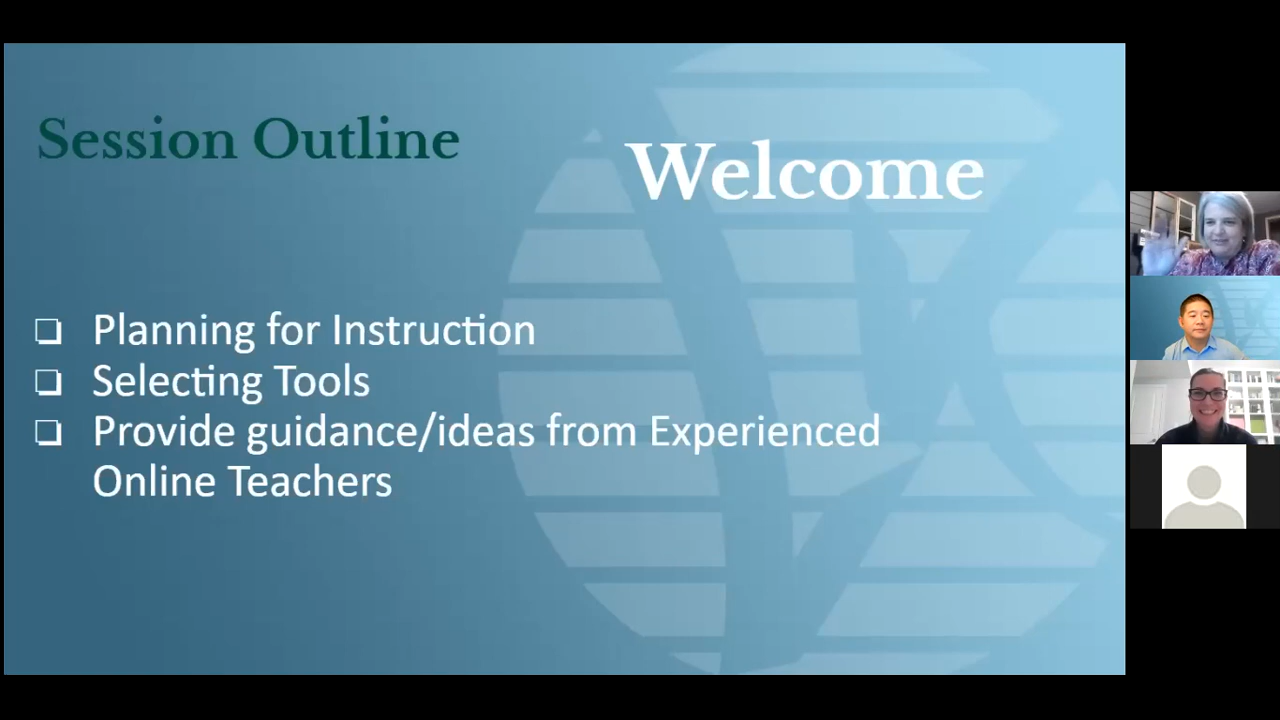 Session Outline
Welcome
❏ Planning for Instruction
❏ Selecting Tools
❏ Provide guidance/ideas from Experienced
Online Teachers